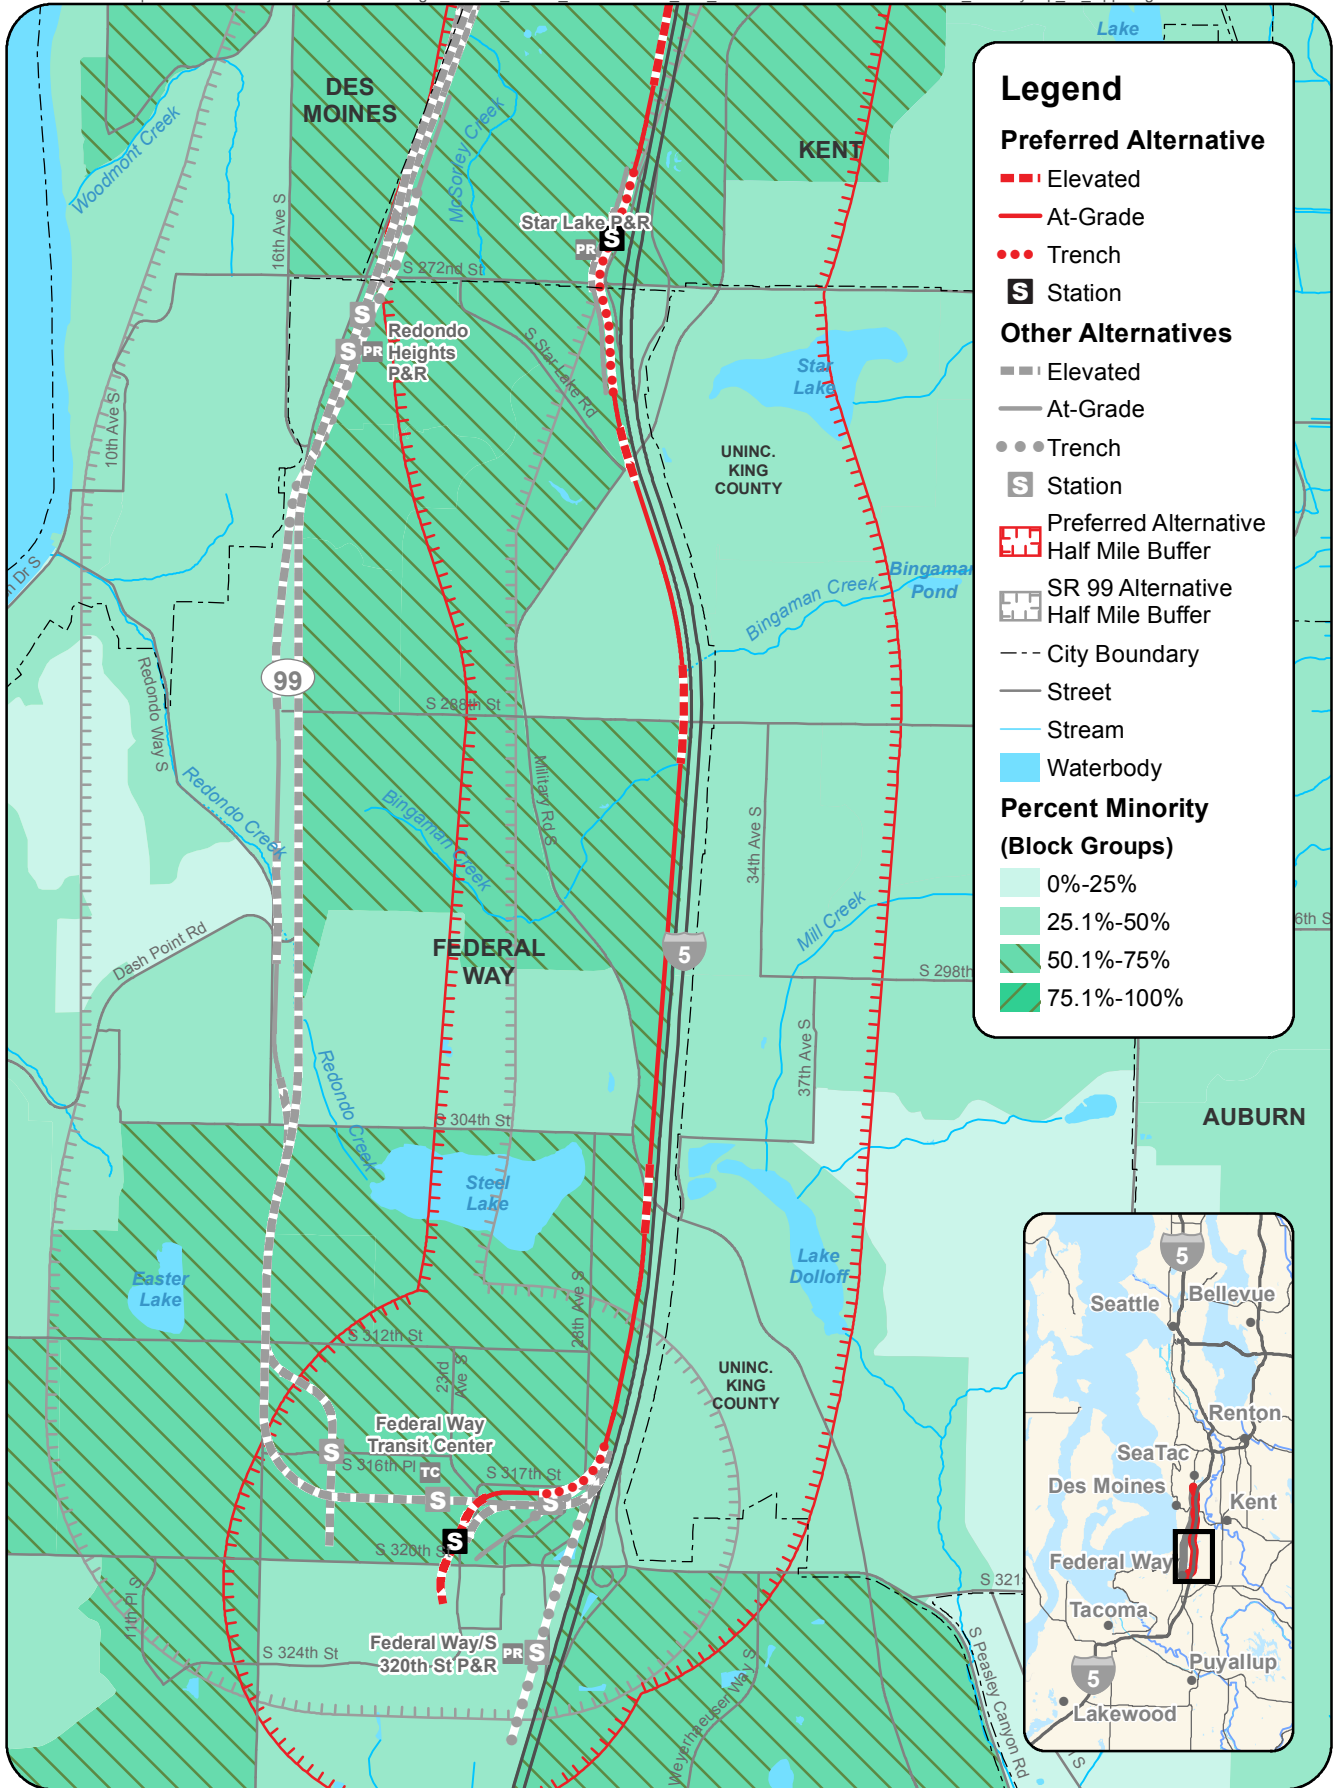 Lake
DES
MOINES
KENT
Woodmont Creek
McSorley Creek
16th Ave S
Star Lake P&R
S
PR
S 272nd St
S
S
PR
Redondo
Heights
P&R
S Star Lake Rd
Star
Lake
10th Ave S
UNINC.
KING
COUNTY
n Dr S
Bingaman Creek
Bingaman
Pond
99
Redondo Way S
S 288th St
Redondo Creek
Bingaman Creek
Military Rd S
34th Ave S
Mill Creek
Dash Point Rd
FEDERAL
WAY
5
S 298th
6th S
37th Ave S
Redondo Creek
S 304th St
AUBURN
Steel
Lake
Easter
Lake
Lake
Dolloff
28th Ave S
S 312th St
23rd
Ave S
UNINC.
KING
COUNTY
Federal Way
Transit Center
S
S 316th Pl
TC
S 317th St
S
S
S
S 320th St
S 321
11th Pl S
S 324th St
Federal Way/S
320th St P&R
PR
S
Weyerhaeuser Way S
S Peasley Canyon Rd
S
Legend
Preferred Alternative
Elevated
At-Grade
Trench
S Station
Other Alternatives
Elevated
At-Grade
Trench
S Station
Preferred Alternative
Half Mile Buffer
SR 99 Alternative
Half Mile Buffer
City Boundary
Street
Stream
Waterbody
Percent Minority
(Block Groups)
0%-25%
25.1%-50%
50.1%-75%
75.1%-100%
5
Seattle
Bellevue
Renton
SeaTac
Des Moines
Kent
Federal Way
Tacoma
Puyallup
5
Lakewood